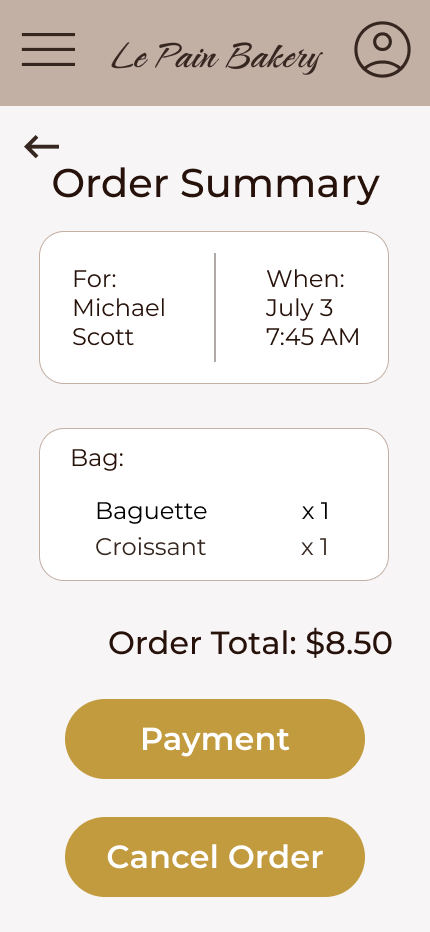 Le Pain Bakery
Order Summary
For:
Michael
Scott
When:
July 3
7:45 AM
Bag:
Baguette x 1
Croissant x 1
Order Total: $8.50
Payment
Cancel Order